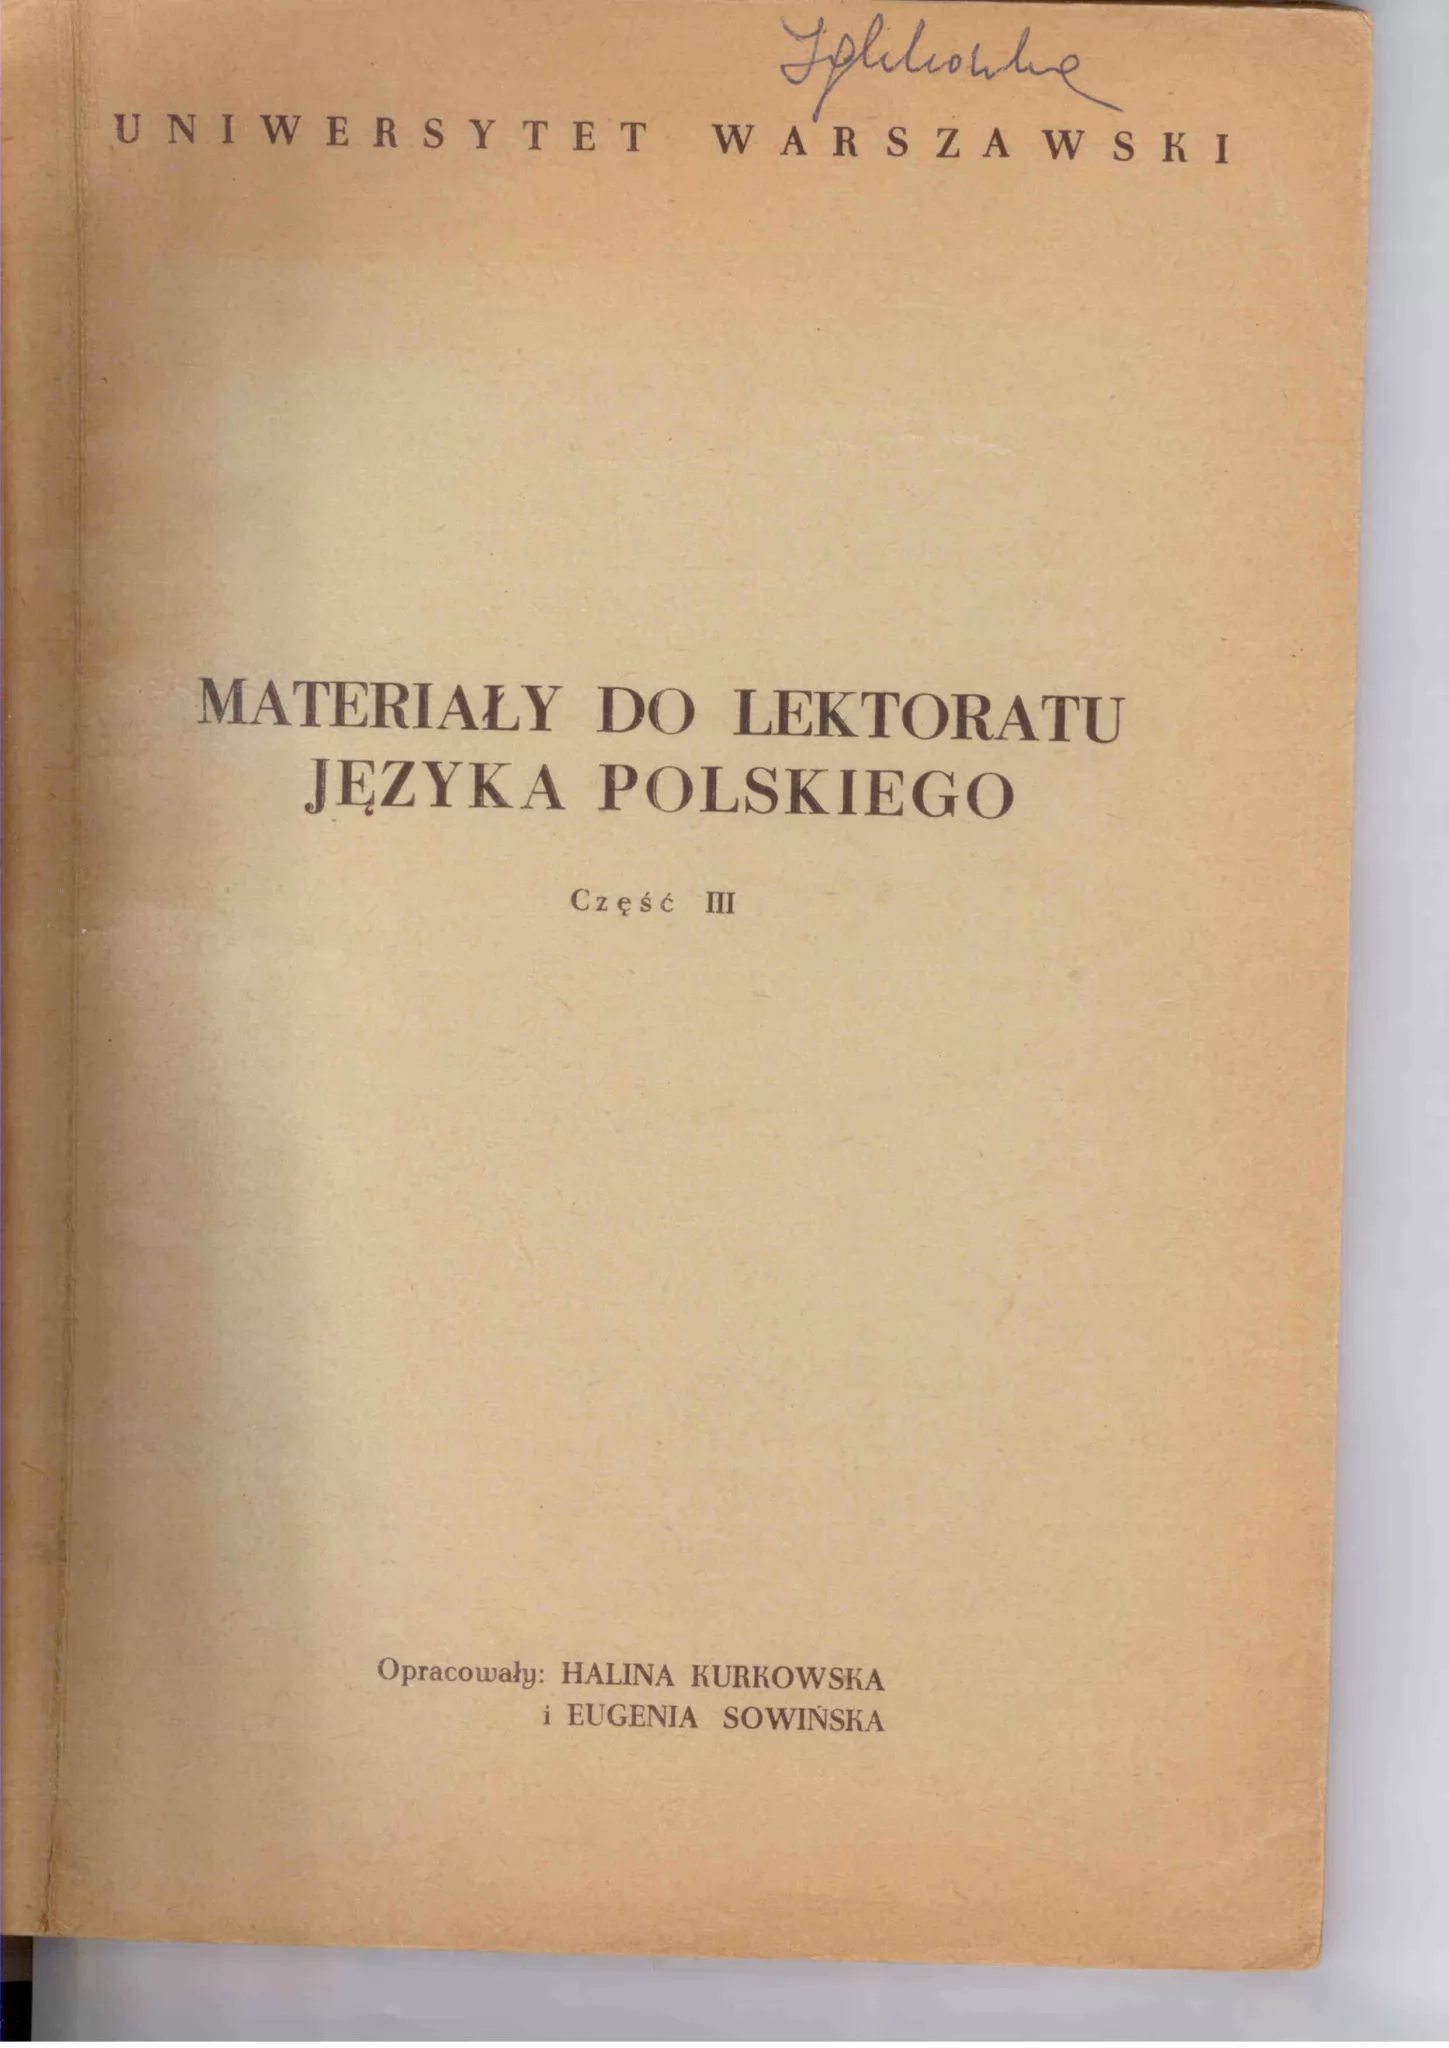 UNIWERSYTET WARSZAWSKI
MATERIAŁY DO LEKTORATU
JĘZYKA POLSKIEGO
Część III
Opracowały: HALINA KURKOWSKA
i EUGENIA SOWIŃSKA